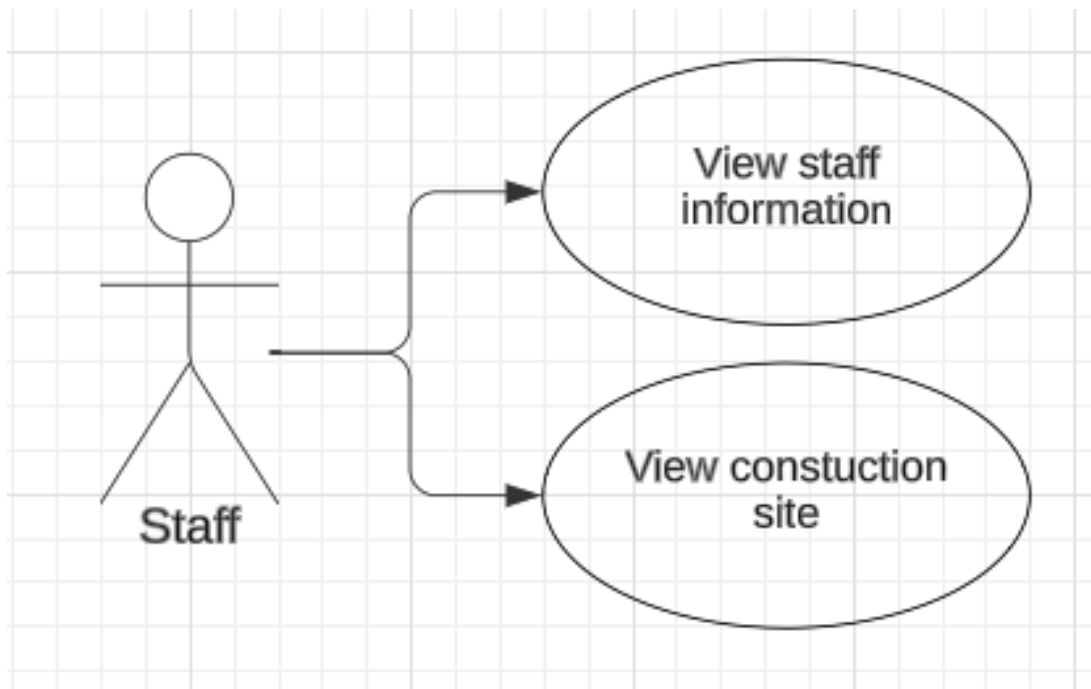 View staff
information
View constuction
site
Staff